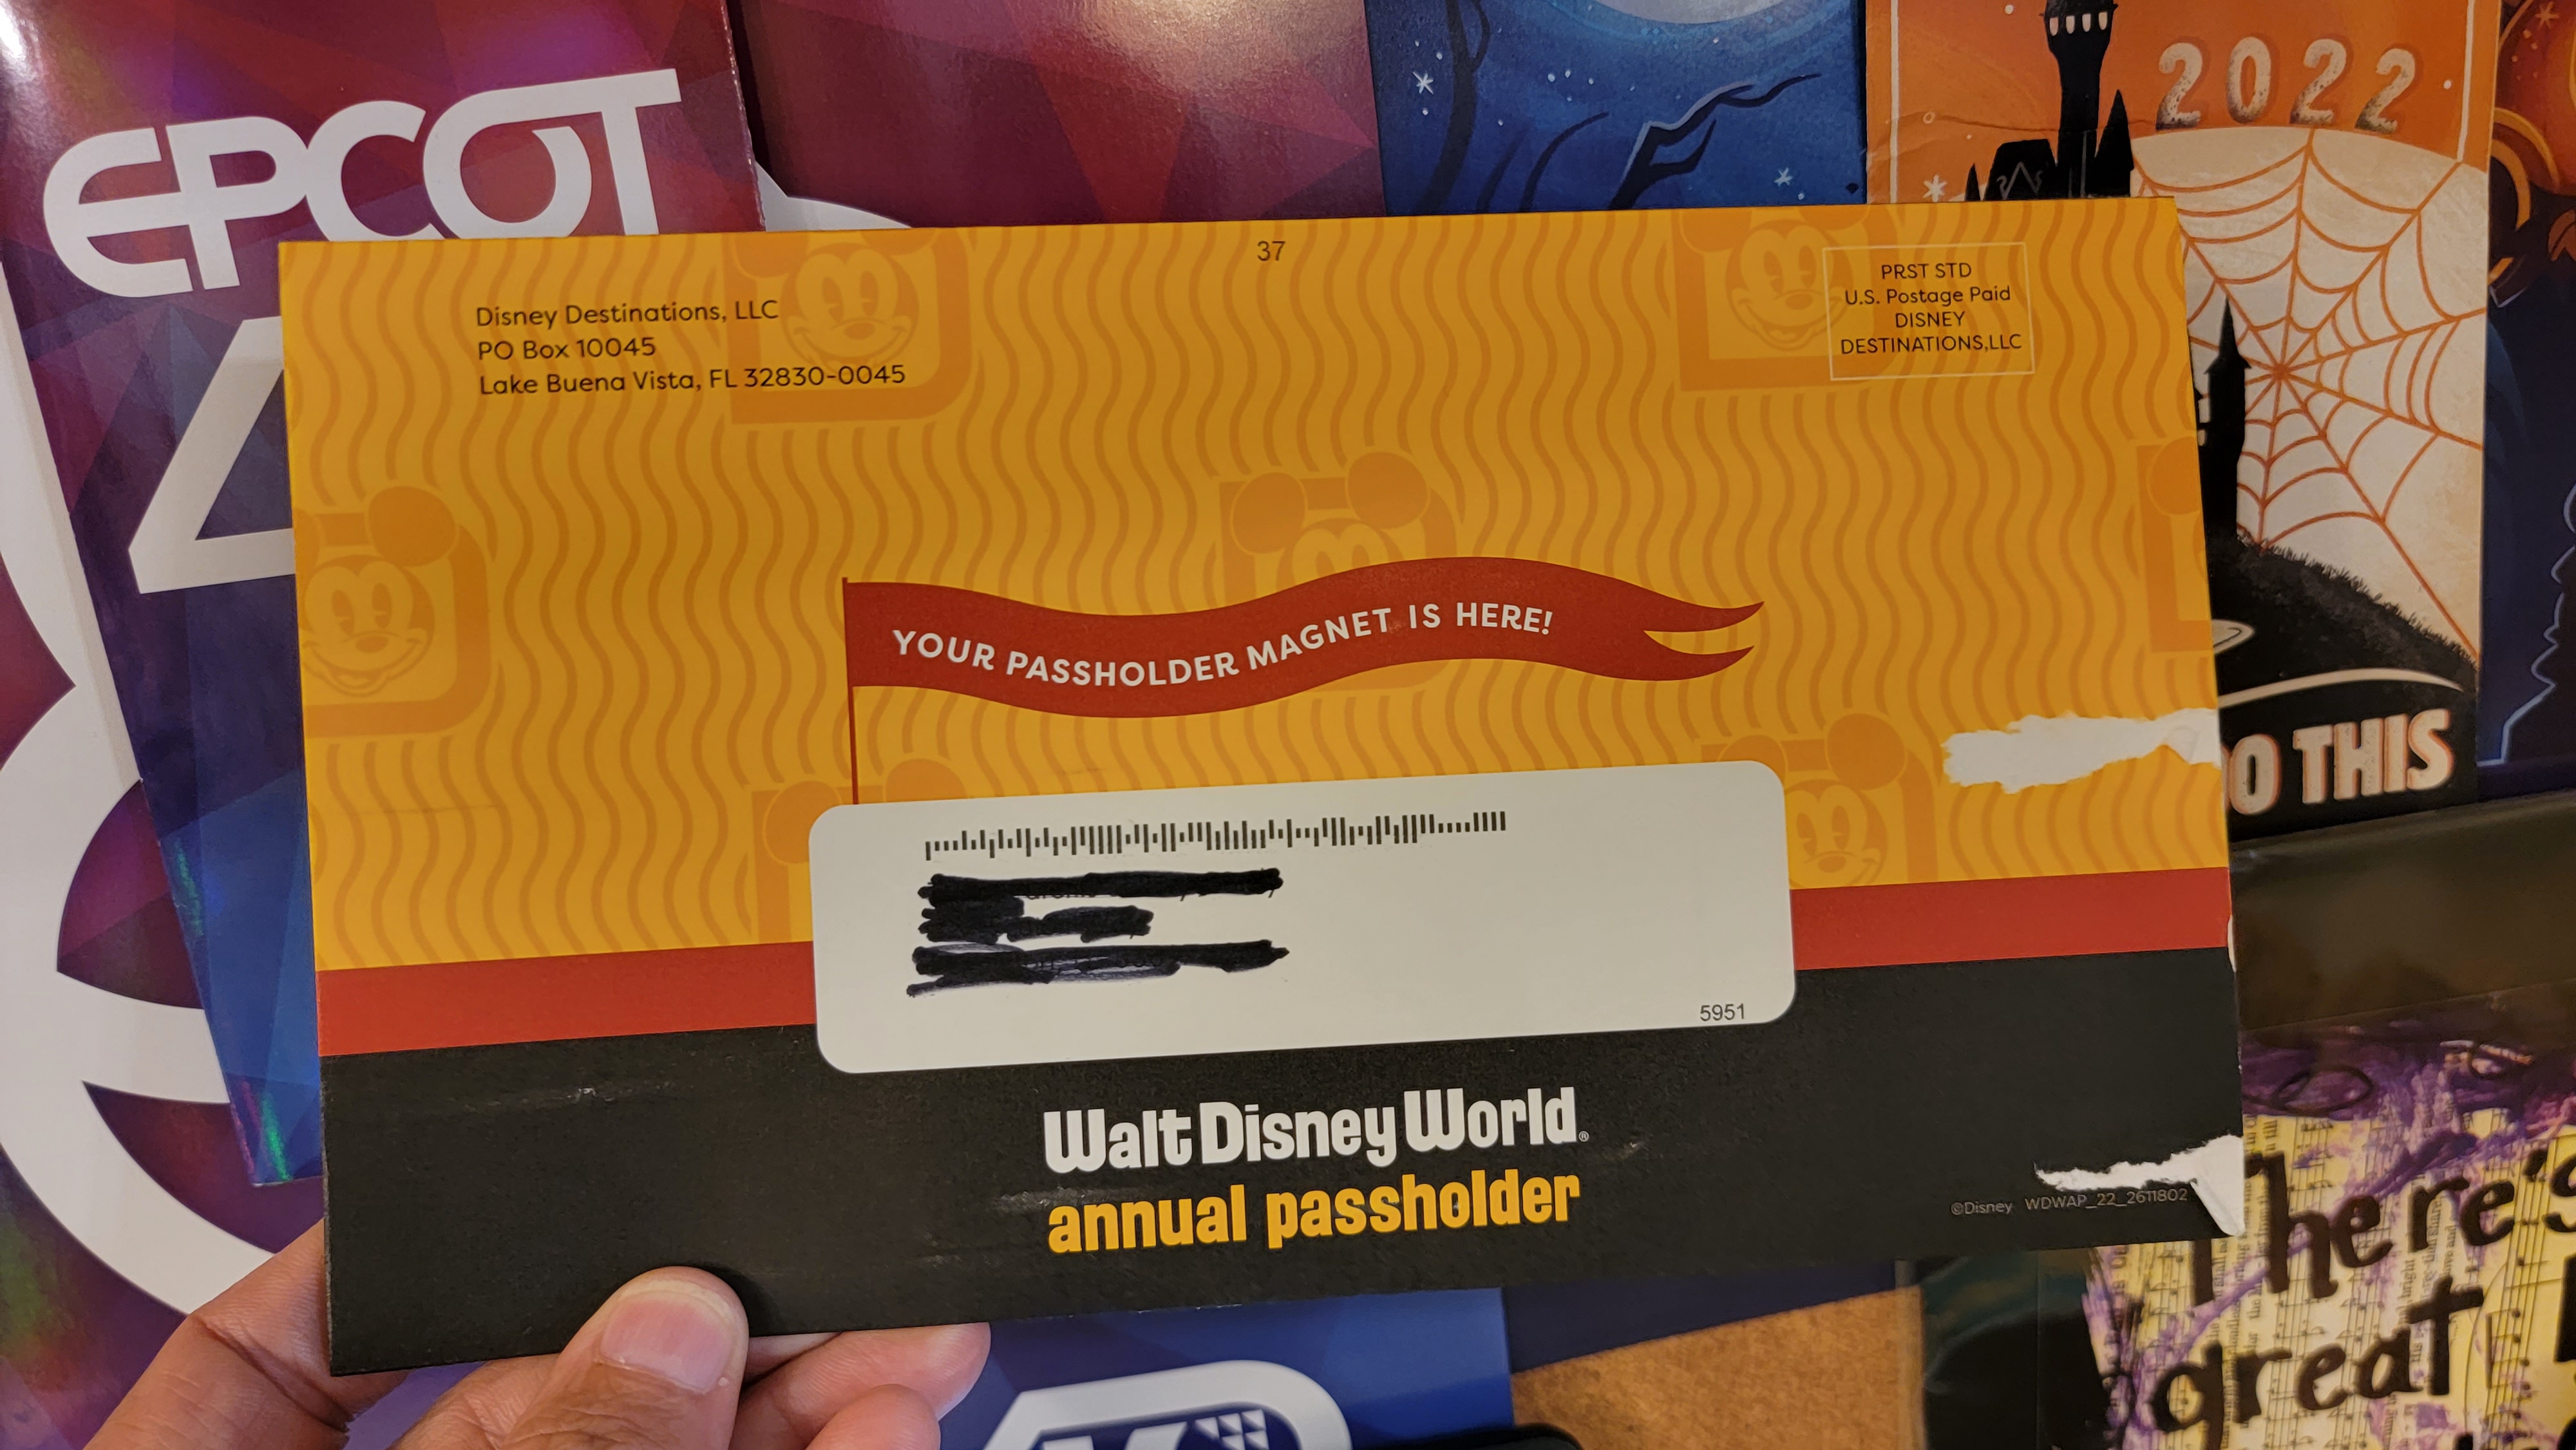 EPCOT
4
2022
37
Disney Destinations, LLC
PO Box 10045
Lake Buena Vista, FL 32830-0045
PRST STD
U.S. Postage Paid
DISNEY
DESTINATIONS,LLC
YOUR PASSHOLDER MAGNET IS HERE!
O THIS
5951
Walt Disney World®
annual passholder
©Disney WDWAP_22_2611802
There's
great